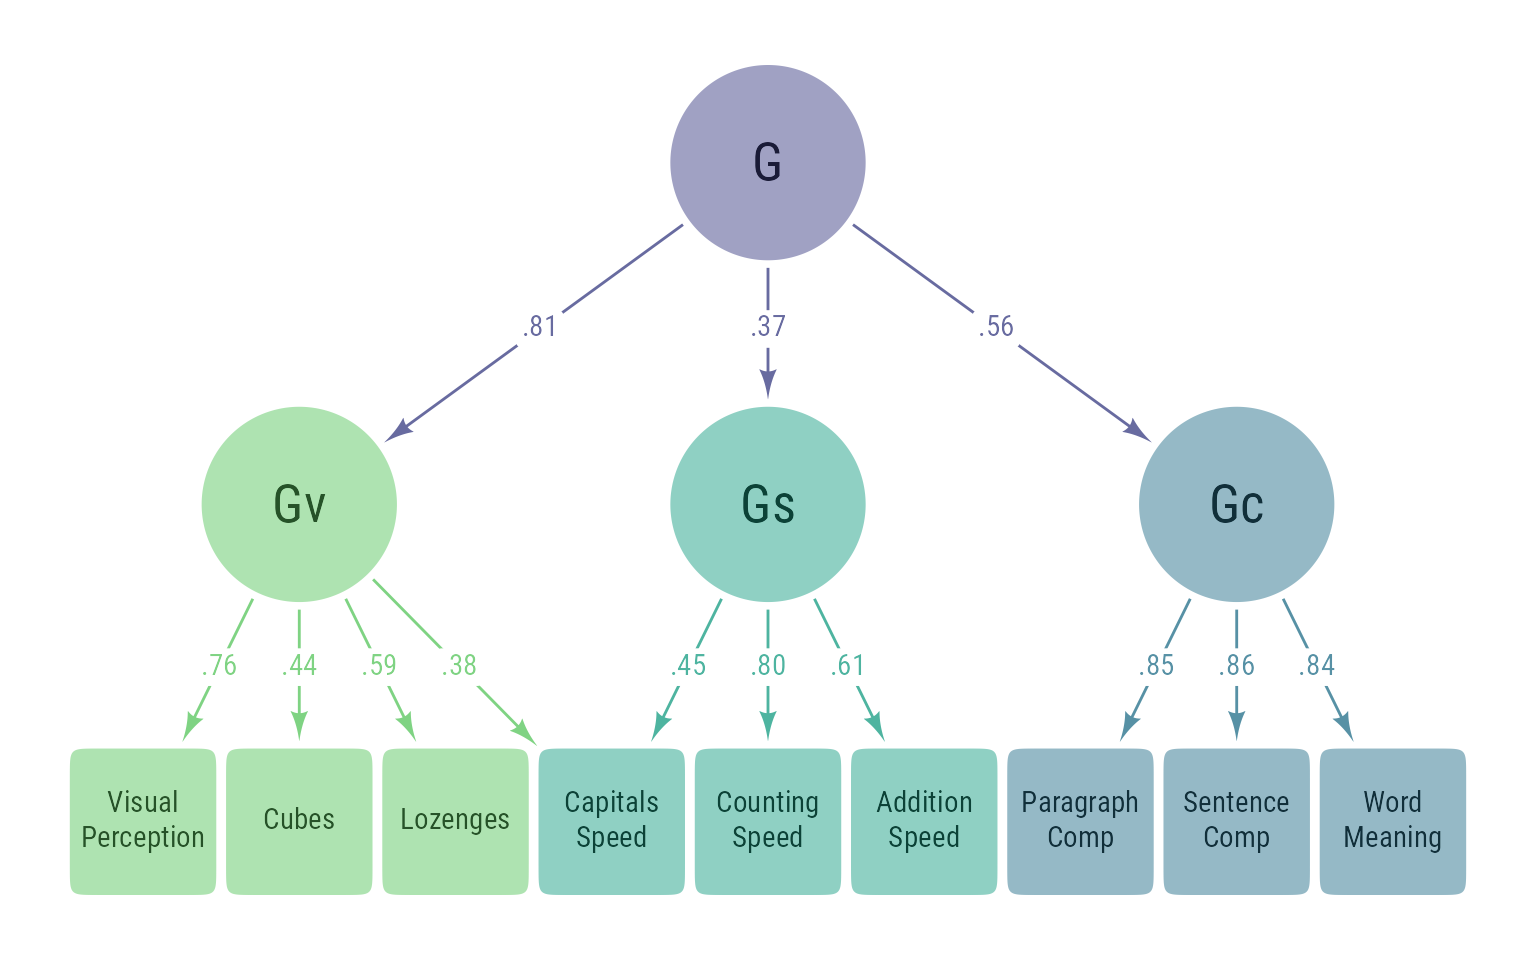 G
.81
.37
.56
Gv
Gs
Gc
.76
.44
.59
.38
.45
.80
.61
.85
.86
.84
Visual
Perception
Cubes
Lozenges
Capitals
Speed
Counting
Speed
Addition
Speed
Paragraph
Comp
Sentence
Comp
Word
Meaning